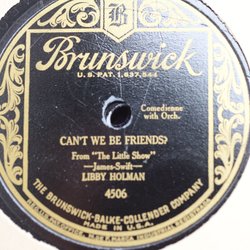 B
Brunswick
U.S. PAT. 1,637,544
Comedienne
with Orch.
CAN'T WE BE FRIENDS?
From "The Little Show"
—James-Swift—
LIBBY HOLMAN
4506
THE BRUNSWICK-BALKE-COLLENDER COMPANY
MADE IN U.S.A.